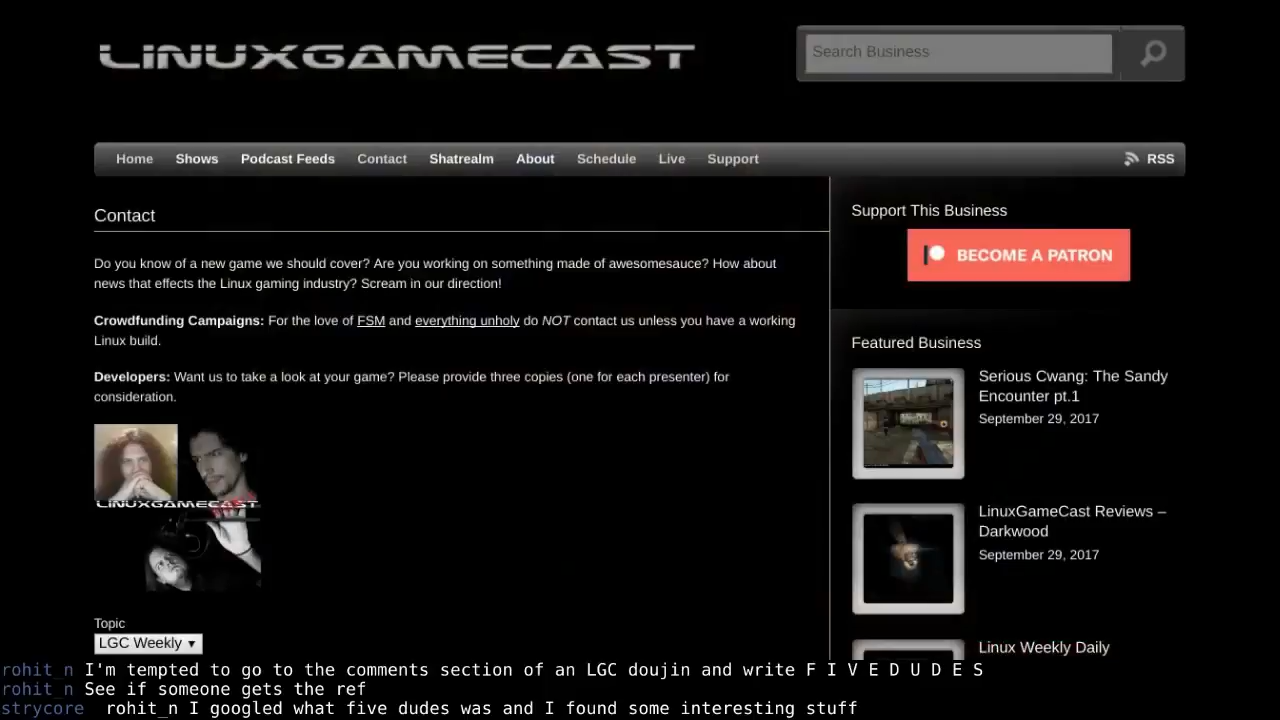 LINUXGAMECAST
Search Business
Home Shows Podcast Feeds Contact Shatrealm About Schedule Live Support RSS
Contact
Do you know of a new game we should cover? Are you working on something made of awesomesauce? How about
news that effects the Linux gaming industry? Scream in our direction!
Crowdfunding Campaigns: For the love of FSM and everything unholy do NOT contact us unless you have a working
Linux build.
Developers: Want us to take a look at your game? Please provide three copies (one for each presenter) for
consideration.
LINUXGAMECAST
Topic
LGC Weekly
Support This Business
BECOME A PATRON
Featured Business
Serious Cwang: The Sandy
Encounter pt.1
September 29, 2017
LinuxGameCast Reviews –
Darkwood
September 29, 2017
Linux Weekly Daily
rohit_n I'm tempted to go to the comments section of an LGC doujin and write F I V E D U D E S
rohit_n See if someone gets the ref
strycore rohit_n I googled what five dudes was and I found some interesting stuff